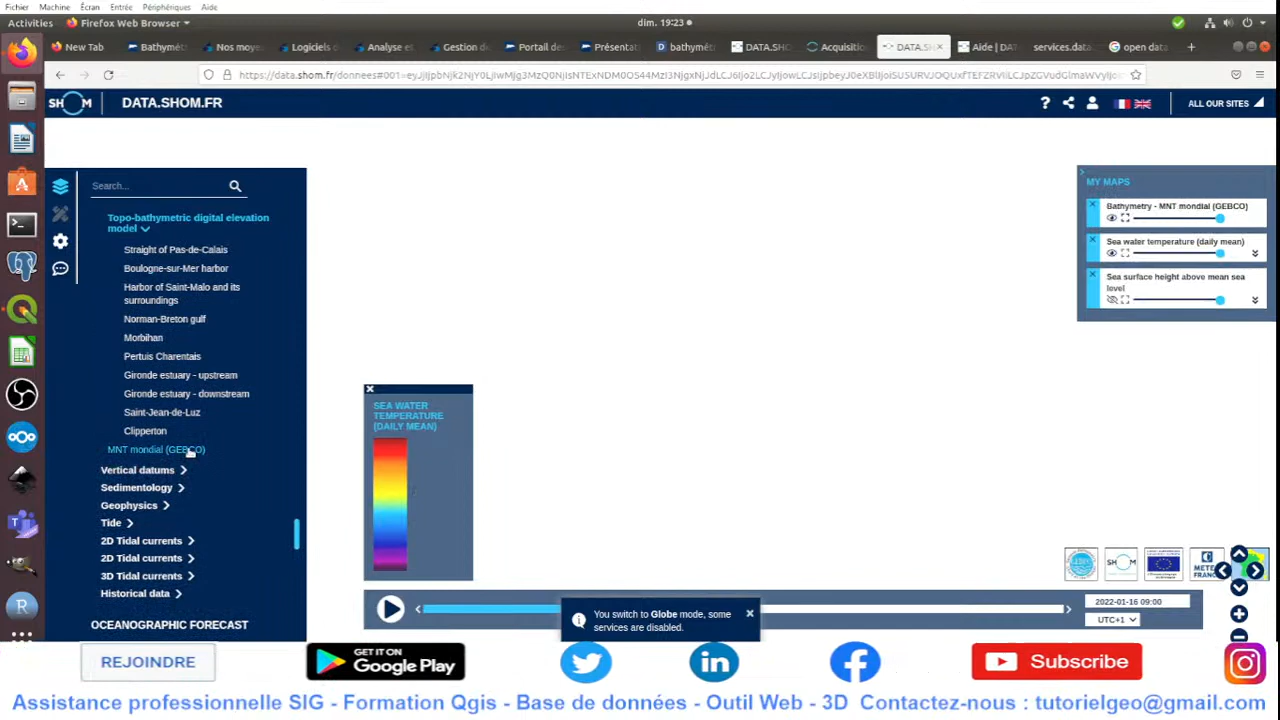 Fichier Machine Écran Entrée Périphériques Aide
Activities Firefox Web Browser dim. 19:23
New Tab Bathymét Nos moye Logiciels d Analyse et Gestion de Portail des Présentat bathymét DATA.SHO Acquisitio DATA.SH Aide | DAT services.data. open data
DATA.SHOM.FR
ALL OUR SITES
Search...
Topo-bathymetric digital elevation
model
Straight of Pas-de-Calais
Boulogne-sur-Mer harbor
Harbor of Saint-Malo and its
surroundings
Norman-Breton gulf
Morbihan
Pertuis Charentais
Gironde estuary - upstream
Gironde estuary - downstream
Saint-Jean-de-Luz
Clipperton
MNT mondial (GEBCO)
Vertical datums
Sedimentology
Geophysics
Tide
2D Tidal currents
2D Tidal currents
3D Tidal currents
Historical data
OCEANOGRAPHIC FORECAST
MY MAPS
Bathymetry - MNT mondial (GEBCO)
Sea water temperature (daily mean)
Sea surface height above mean sea
level
SEA WATER
TEMPERATURE
(DAILY MEAN)
2022-01-16 09:00
UTC+1
You switch to Globe mode, some
services are disabled.
REJOINDRE
GET IT ON
Google Play
Subscribe
Assistance professionnelle SIG - Formation Qgis - Base de données - Outil Web - 3D Contactez-nous : tutorielgeo@gmail.com